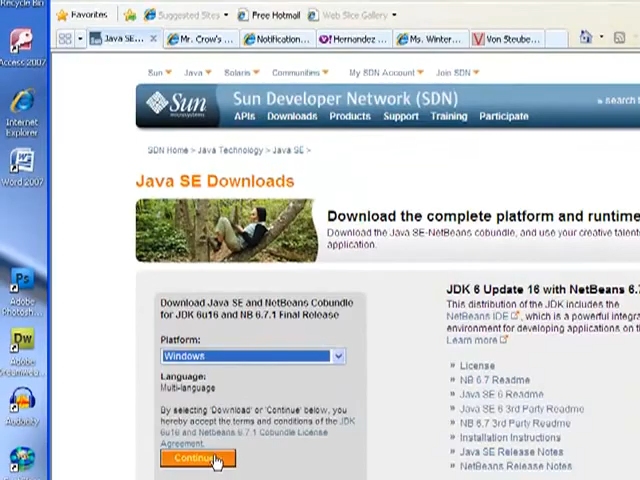 Recycle Bin
Favorites
Suggested Sites
Free Hotmail
Web Slice Gallery
Java SE...
Mr. Crow's ...
Notification...
Hernandez ...
Ms. Winter...
Von Steube...
Access 2007
Internet
Explorer
Word 2007
Adobe
Photosh...
Adobe
Dreamwea...
Audacity
Sun
Java
Solaris
Communities
My SDN Account
Join SDN
Sun
microsystems
Sun Developer Network (SDN)
» search
APIs Downloads Products Support Training Participate
SDN Home > Java Technology > Java SE >
Java SE Downloads
Download the complete platform and runtime
Download the Java SE-NetBeans cobundle, and use your creative talents
application.
Download Java SE and NetBeans Cobundle
for JDK 6u16 and NB 6.7.1 Final Release
Platform:
Windows
Language:
Multi-language
By selecting 'Download' or 'Continue' below, you
hereby accept the terms and conditions of the JDK
6u16 and Netbeans 6.7.1 Cobundle License
Agreement.
Continue
JDK 6 Update 16 with NetBeans 6.7
This distribution of the JDK includes the
NetBeans IDE, which is a powerful integra
environment for developing applications on
Learn more
» License
» NB 6.7 Readme
» Java SE 6 Readme
» Java SE 6 3rd Party Readme
» NB 6.7 3rd Party Readme
» Installation Instructions
» Java SE Release Notes
» NetBeans Release Notes